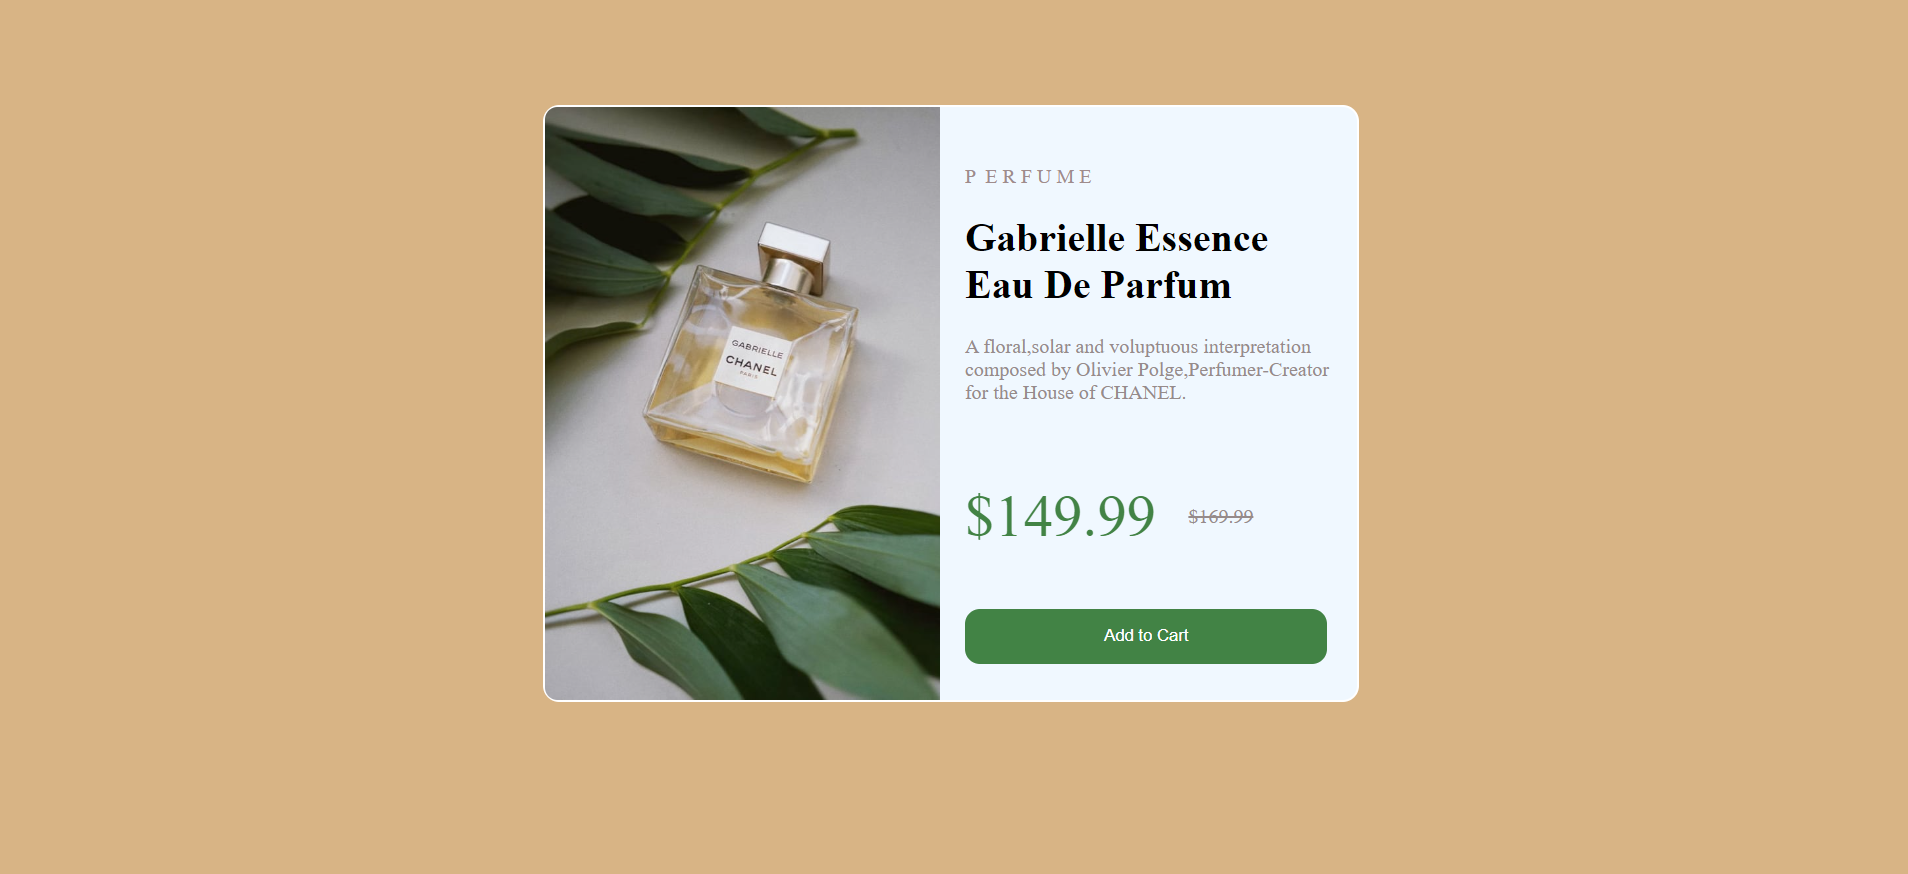 GABRIELLE
CHANEL
PARIS
P ERFUME
Gabrielle Essence
Eau De Parfum
A floral,solar and voluptuous interpretation
composed by Olivier Polge,Perfumer-Creator
for the House of CHANEL.
$149.99 $169.99
Add to Cart